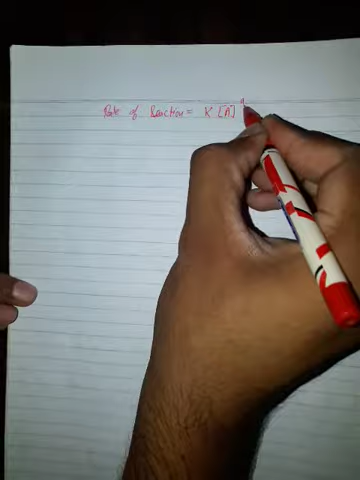 Rate of Reaction = K [A]